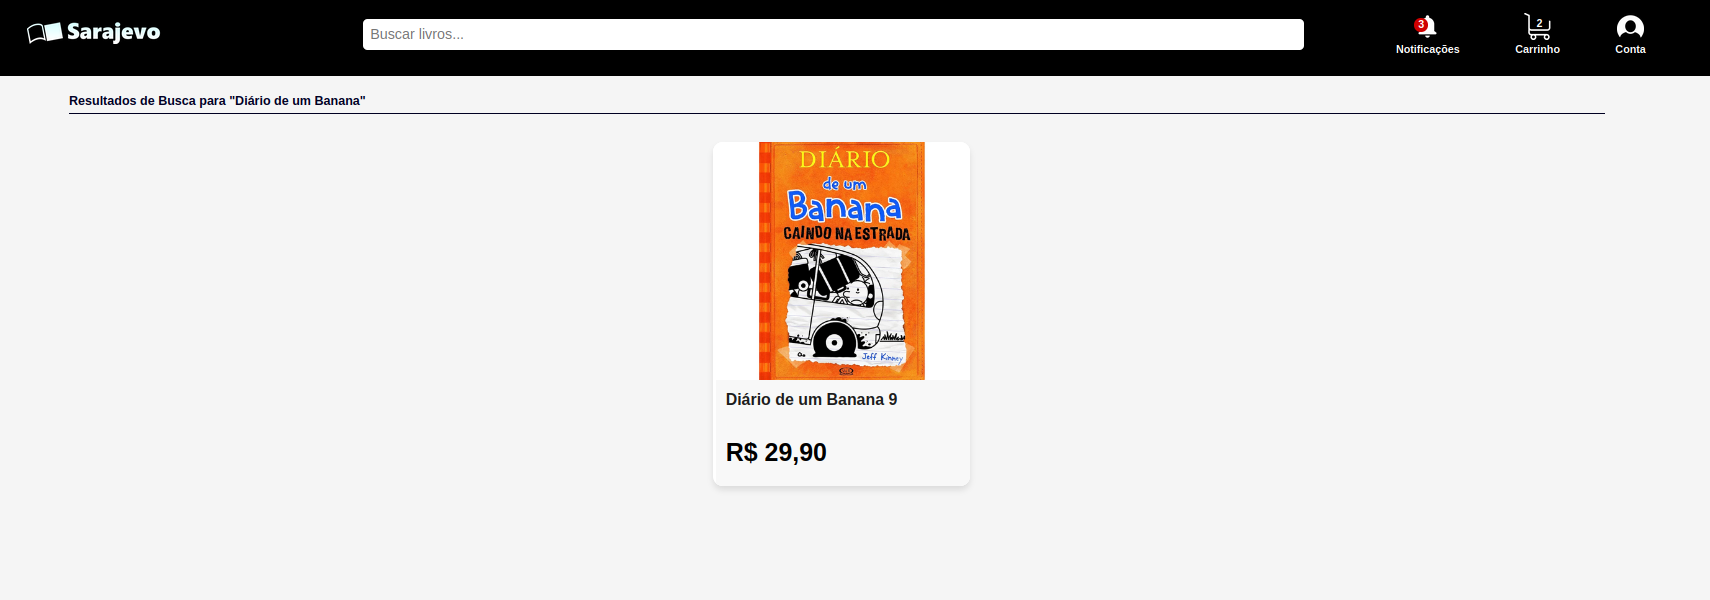 Sarajevo
Buscar livros...
3
Notificações
2
Carrinho
Conta
Resultados de Busca para "Diário de um Banana"
DIÁRIO
de um
Banana
CAINDO NA ESTRADA
Jeff Kinney
Diário de um Banana 9
R$ 29,90